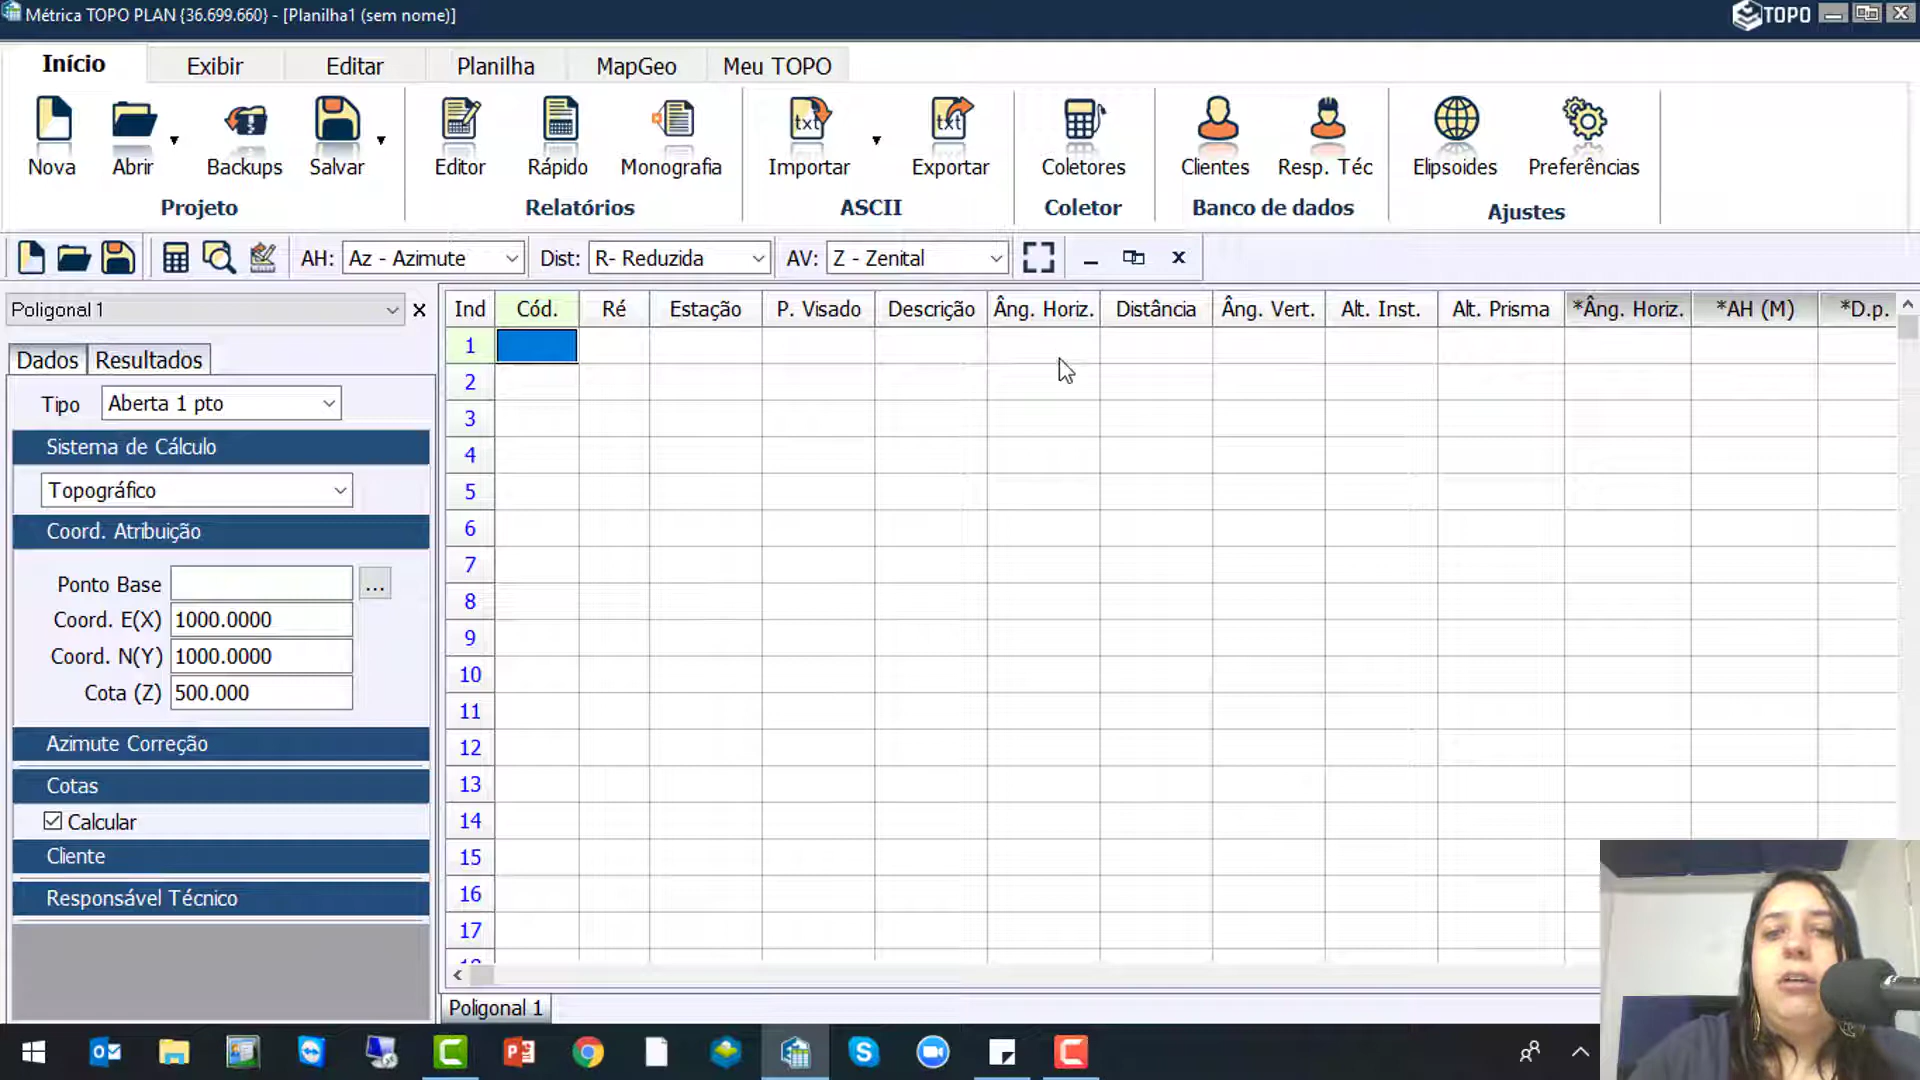 Métrica TOPO PLAN {36.699.660} - [Planilha1 (sem nome)]
TOPO
Início Exibir Editar Planilha MapGeo Meu TOPO
Nova Abrir Backups Salvar Editor Rápido Monografia Importar Exportar Coletores Clientes Resp. Téc Elipsoides Preferências
Projeto Relatórios ASCII Coletor Banco de dados Ajustes
AH: Az - Azimute Dist: R- Reduzida AV: Z - Zenital
Poligonal 1
Dados Resultados
Tipo Aberta 1 pto
Sistema de Cálculo
Topográfico
Coord. Atribuição
Ponto Base ...
Coord. E(X) 1000.0000
Coord. N(Y) 1000.0000
Cota (Z) 500.000
Azimute Correção
Cotas
Calcular
Cliente
Responsável Técnico
Ind Cód. Ré Estação P. Visado Descrição Âng. Horiz. Distância Âng. Vert. Alt. Inst. Alt. Prisma *Âng. Horiz. *AH (M) *D.p.
1
2
3
4
5
6
7
8
9
10
11
12
13
14
15
16
17
Poligonal 1